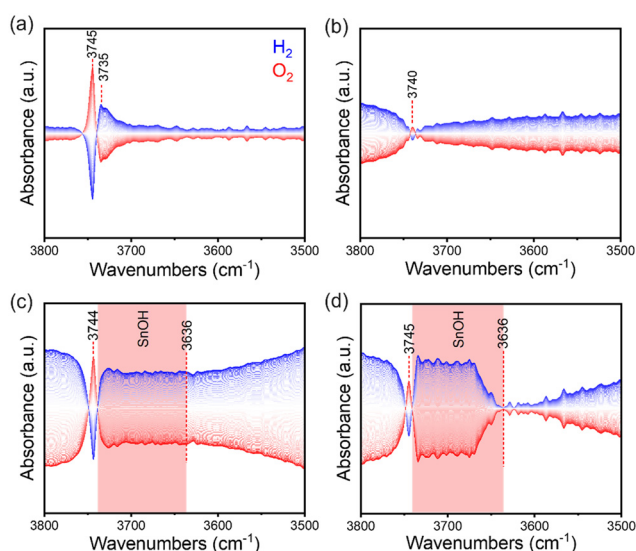 (a)
3745
3735
H₂
O₂
Absorbance (a.u.)
3800
3700
3600
3500
Wavenumbers (cm⁻¹)
(b)
3740
Absorbance (a.u.)
3800
3700
3600
3500
Wavenumbers (cm⁻¹)
(c)
3744
SnOH
3636
Absorbance (a.u.)
3800
3700
3600
3500
Wavenumbers (cm⁻¹)
(d)
3745
SnOH
3636
Absorbance (a.u.)
3800
3700
3600
3500
Wavenumbers (cm⁻¹)